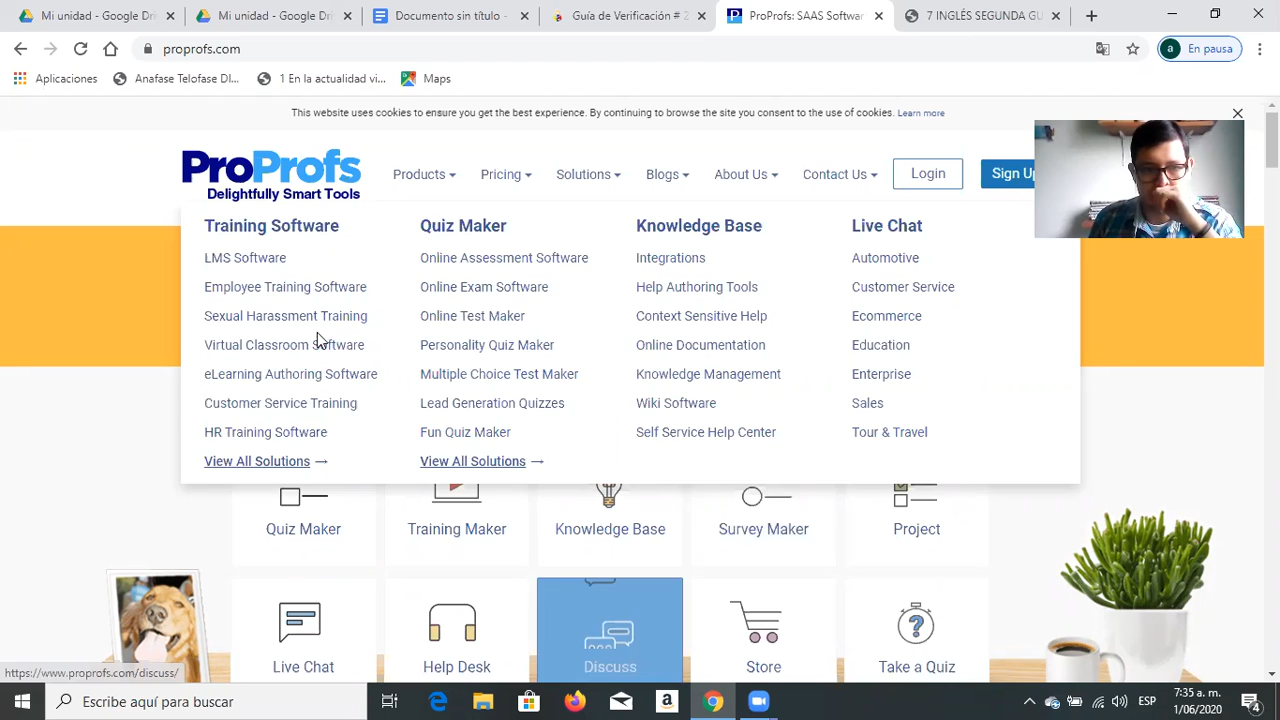 Mi unidad - Google Dri
Mi unidad - Google Driv
Documento sin título -
Guía de Verificación # 2
ProProfs: SAAS Softwar
7 INGLÉS SEGUNDA GU
proprofs.com
a
En pausa
Aplicaciones
Anafase Telofase DI...
1 En la actualidad vi...
Maps
This website uses cookies to ensure you get the best experience. By continuing to browse the site you consent to the use of cookies. Learn more
ProProfs
Delightfully Smart Tools
Products
Pricing
Solutions
Blogs
About Us
Contact Us
Login
Sign U
Training Software
LMS Software
Employee Training Software
Sexual Harassment Training
Virtual Classroom Software
eLearning Authoring Software
Customer Service Training
HR Training Software
View All Solutions →
Quiz Maker
Online Assessment Software
Online Exam Software
Online Test Maker
Personality Quiz Maker
Multiple Choice Test Maker
Lead Generation Quizzes
Fun Quiz Maker
View All Solutions →
Knowledge Base
Integrations
Help Authoring Tools
Context Sensitive Help
Online Documentation
Knowledge Management
Wiki Software
Self Service Help Center
Live Chat
Automotive
Customer Service
Ecommerce
Education
Enterprise
Sales
Tour & Travel
Quiz Maker
Training Maker
Knowledge Base
Survey Maker
Project
Live Chat
Help Desk
Discuss
Store
Take a Quiz
https://www.proprofs.com/discuss/
Escribe aquí para buscar
ESP
7:35 a. m.
1/06/2020
4